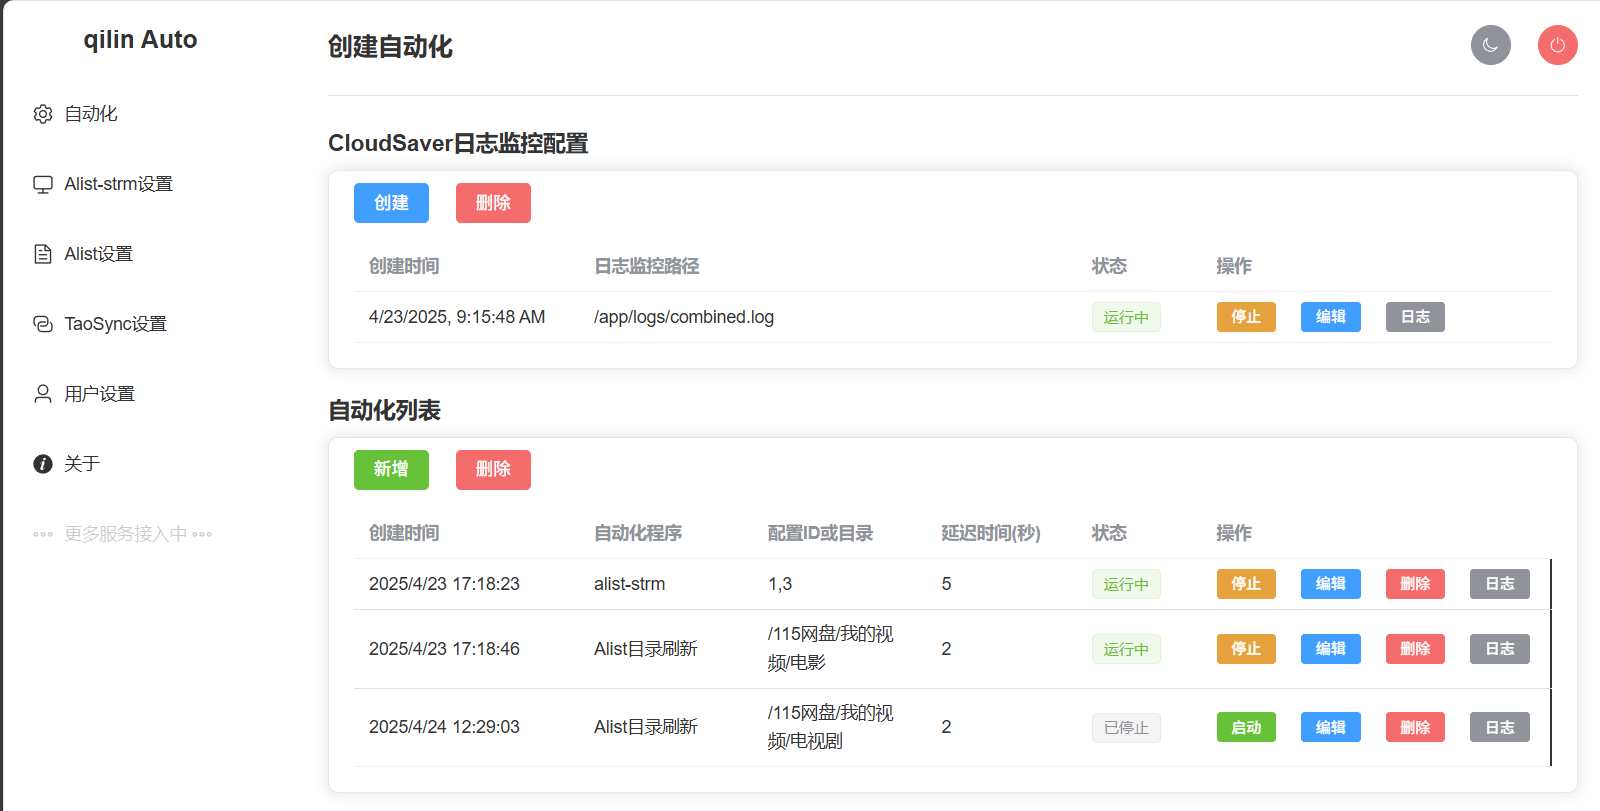 qilin Auto
自动化
Alist-strm设置
Alist设置
TaoSync设置
用户设置
关于
更多服务接入中
创建自动化
CloudSaver日志监控配置
创建 删除
创建时间 日志监控路径 状态 操作
4/23/2025, 9:15:48 AM /app/logs/combined.log 运行中 停止 编辑 日志
自动化列表
新增 删除
创建时间 自动化程序 配置ID或目录 延迟时间(秒) 状态 操作
2025/4/23 17:18:23 alist-strm 1,3 5 运行中 停止 编辑 删除 日志
2025/4/23 17:18:46 Alist目录刷新 /115网盘/我的视 2 运行中 停止 编辑 删除 日志
频/电影
2025/4/24 12:29:03 Alist目录刷新 /115网盘/我的视 2 已停止 启动 编辑 删除 日志
频/电视剧